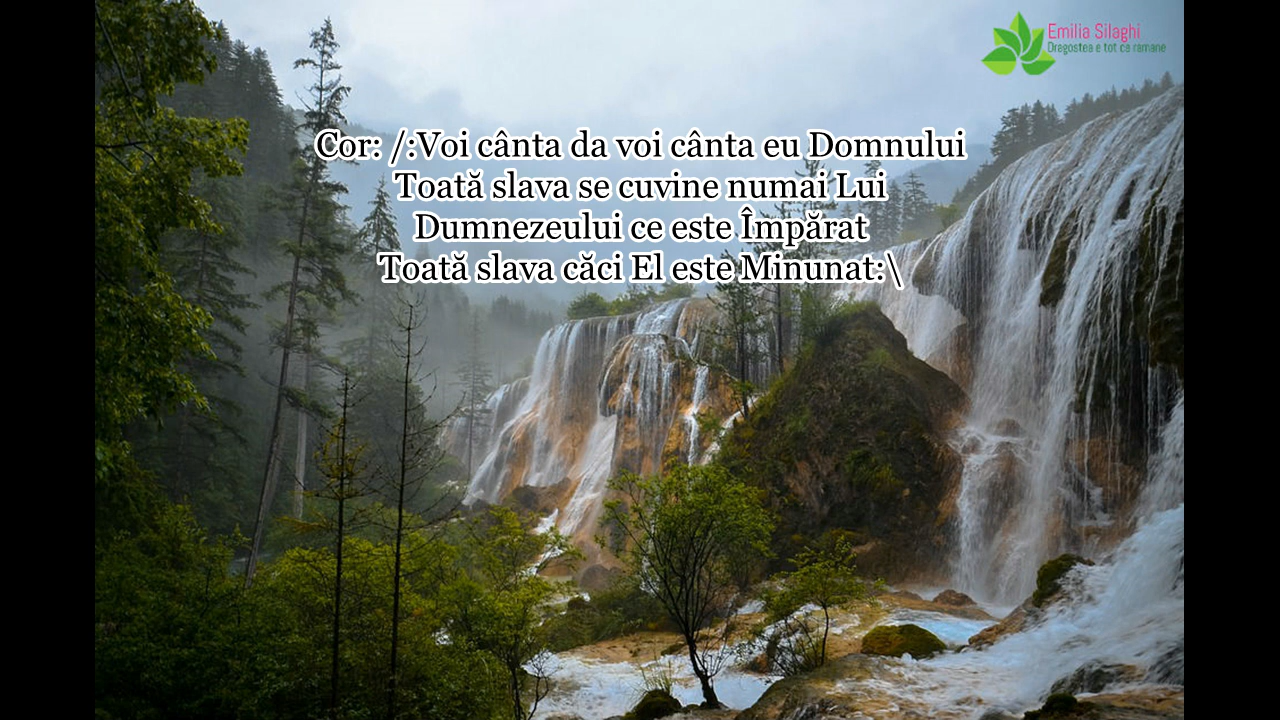 Emilia Silaghi
Dragostea e tot ce ramane
Cor: /:Voi cânta da voi cânta eu Domnului
Toată slava se cuvine numai Lui
Dumnezeului ce este Împărat
Toată slava căci El este Minunat:\